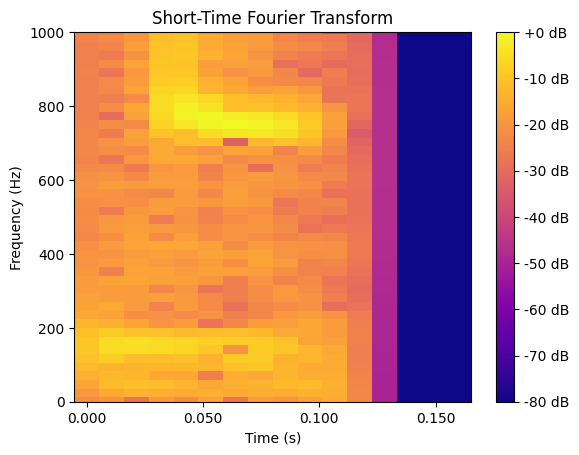 Short-Time Fourier Transform
1000
800
600
400
200
0
Frequency (Hz)
0.000
0.050
0.100
0.150
Time (s)
+0 dB
-10 dB
-20 dB
-30 dB
-40 dB
-50 dB
-60 dB
-70 dB
-80 dB